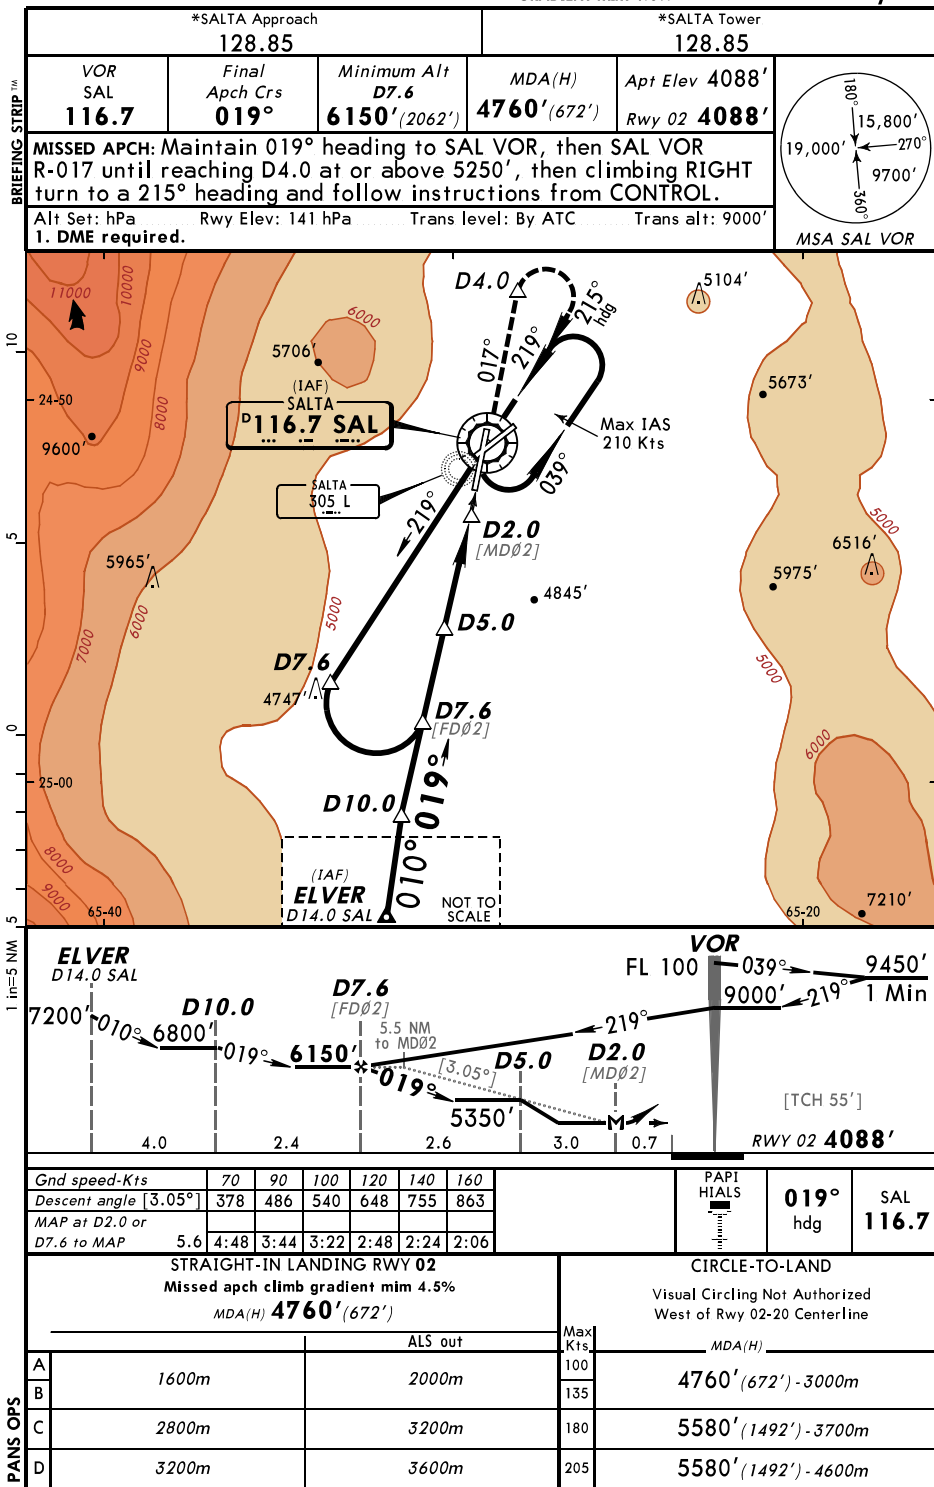 *SALTA Approach
128.85
*SALTA Tower
128.85
BRIEFING STRIP ™
VOR
SAL
116.7
Final
Apch Crs
019°
Minimum Alt
D7.6
6150' (2062')
MDA(H)
4760' (672')
Apt Elev 4088'
Rwy 02 4088'
MISSED APCH: Maintain 019° heading to SAL VOR, then SAL VOR
R-017 until reaching D4.0 at or above 5250', then climbing RIGHT
turn to a 215° heading and follow instructions from CONTROL.
Alt Set: hPa Rwy Elev: 141 hPa Trans level: By ATC Trans alt: 9000'
1. DME required.
180°
15,800'
270°
19,000'
9700'
360°
MSA SAL VOR
11000
10000
9000
8000
6000
D4.0
215°
hdg
5104'
017°
219°
10
5706'
(IAF)
SALTA
D 116.7 SAL
5673'
24-50
9600'
Max IAS
210 Kts
SALTA
305 L
039°
219°
5
D2.0
[MD02]
5000
6516'
5965'
5975'
4845'
6000
5000
7000
D5.0
5000
D7.6
4747'
D7.6
[FD02]
0
6000
25-00
019°
D10.0
010°
8000
9000
(IAF)
ELVER
D14.0 SAL
NOT TO
SCALE
7210'
5
65-40
65-20
1 in=5 NM
ELVER
D14.0 SAL
VOR
FL 100
039°
9450'
1 Min
7200'
010°
D10.0
6800'
019°
D7.6
[FD02]
5.5 NM
to MD02
219°
9000'
219°
6150'
019°
[3.05°]
D5.0
D2.0
[MD02]
5350'
M
[TCH 55']
4.0
2.4
2.6
3.0
0.7
RWY 02 4088'
Gnd speed-Kts 70 90 100 120 140 160
Descent angle [3.05°] 378 486 540 648 755 863
MAP at D2.0 or
D7.6 to MAP 5.6 4:48 3:44 3:22 2:48 2:24 2:06
PAPI
HIALS
019°
hdg
SAL
116.7
STRAIGHT-IN LANDING RWY 02
Missed apch climb gradient mim 4.5%
MDA(H) 4760' (672')
ALS out
CIRCLE-TO-LAND
Visual Circling Not Authorized
West of Rwy 02-20 Centerline
Max
Kts
MDA(H)
A
B
1600m
2000m
100
135
4760' (672') - 3000m
C 2800m 3200m 180 5580' (1492') - 3700m
D 3200m 3600m 205 5580' (1492') - 4600m
PANS OPS